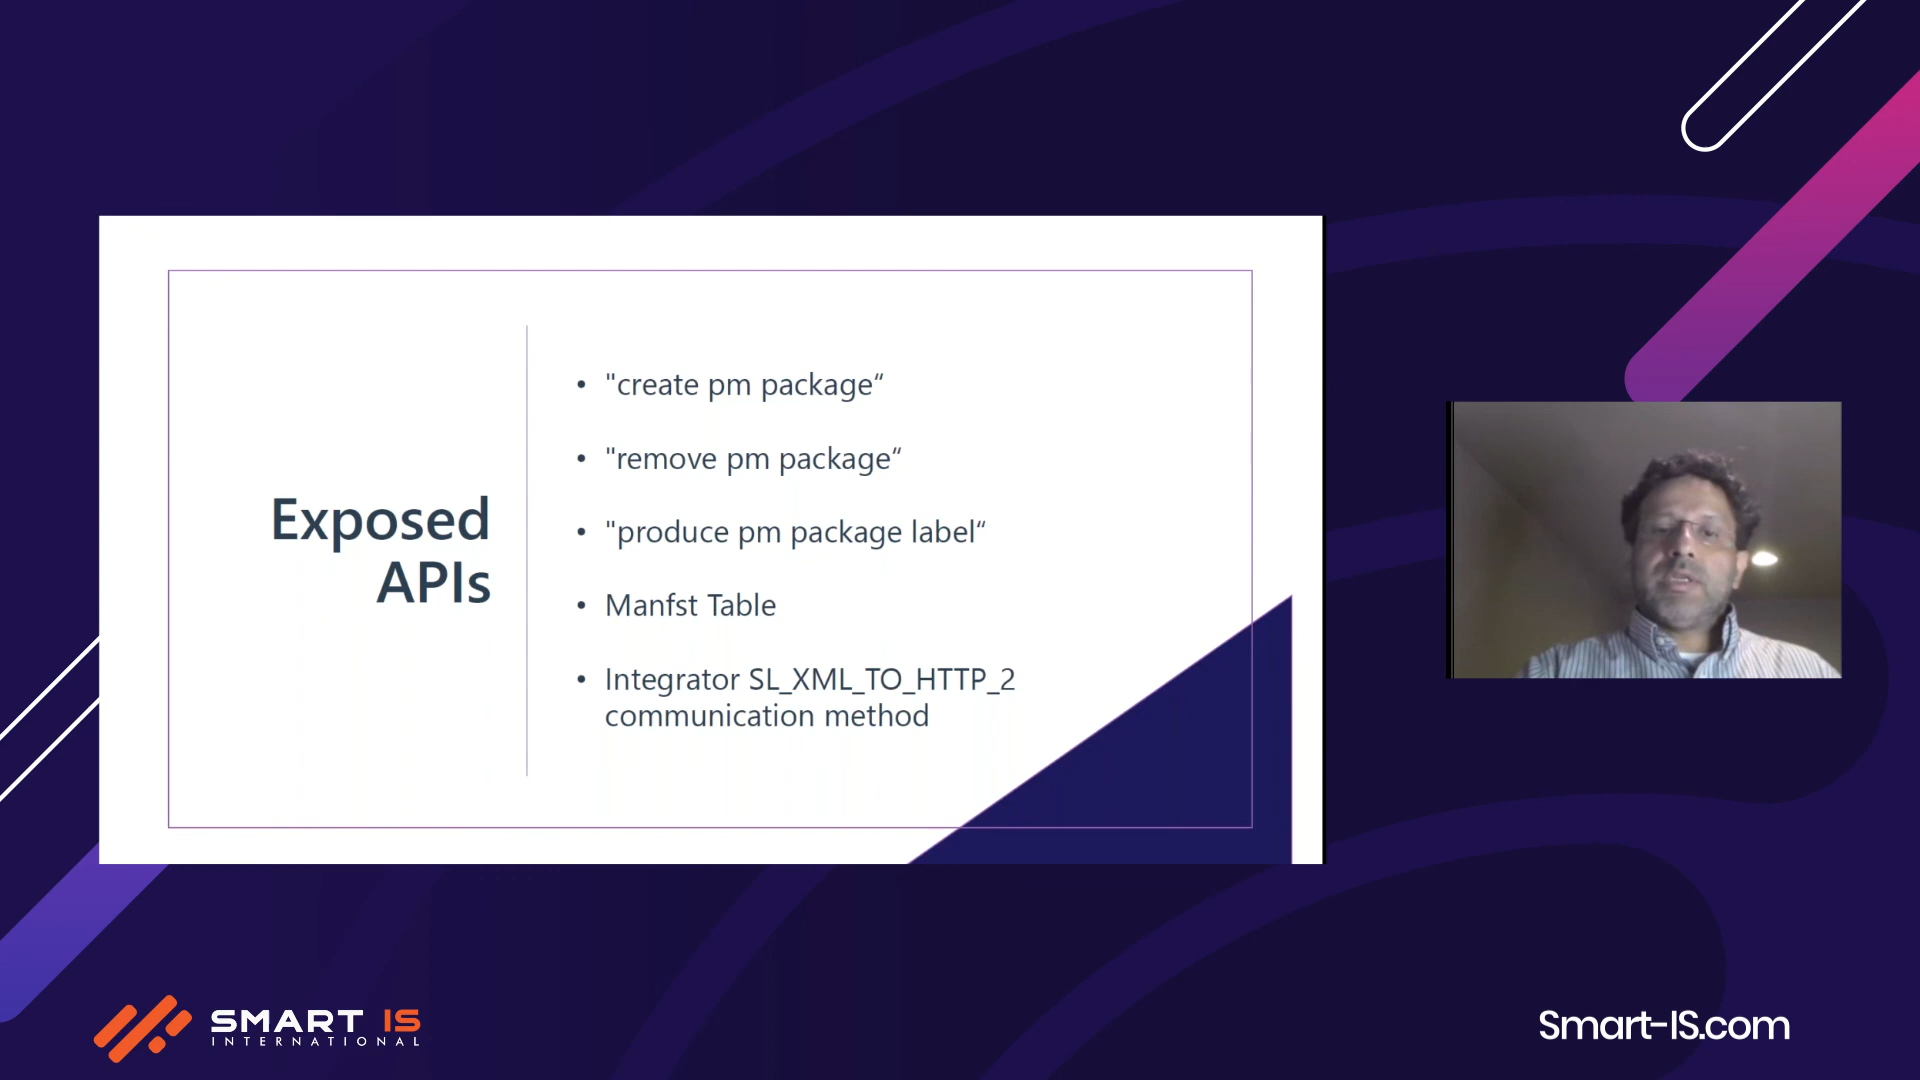 Exposed
APIs
• "create pm package“
• "remove pm package“
• "produce pm package label“
• Manfst Table
• Integrator SL_XML_TO_HTTP_2
communication method
SMART IS
INTERNATIONAL
Smart-IS.com